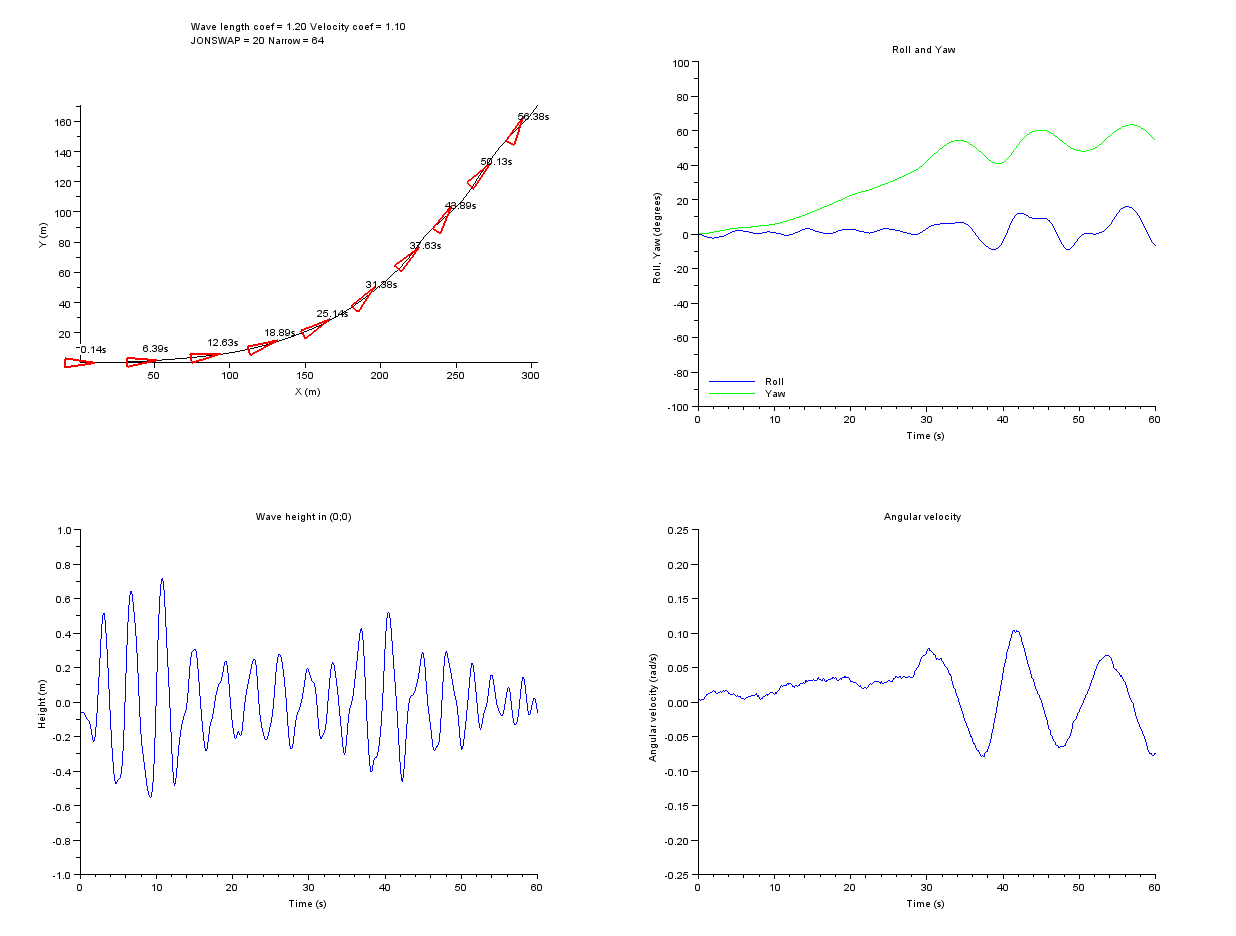 Wave length coef = 1.20 Velocity coef = 1.10
JONSWAP = 20 Narrow = 64
Y (m)
160
140
120
100
80
60
40
20
0.14s
6.39s
12.63s
18.89s
25.14s
31.38s
37.63s
43.89s
50.13s
56.38s
50
100
150
200
250
300
X (m)
Roll and Yaw
Roll, Yaw (degrees)
100
80
60
40
20
0
-20
-40
-60
-80
-100
Roll
Yaw
0
10
20
30
40
50
60
Time (s)
Wave height in (0;0)
Height (m)
1.0
0.8
0.6
0.4
0.2
0.0
-0.2
-0.4
-0.6
-0.8
-1.0
0
10
20
30
40
50
60
Time (s)
Angular velocity
Angular velocity (rad/s)
0.25
0.20
0.15
0.10
0.05
0.00
-0.05
-0.10
-0.15
-0.20
-0.25
0
10
20
30
40
50
60
Time (s)